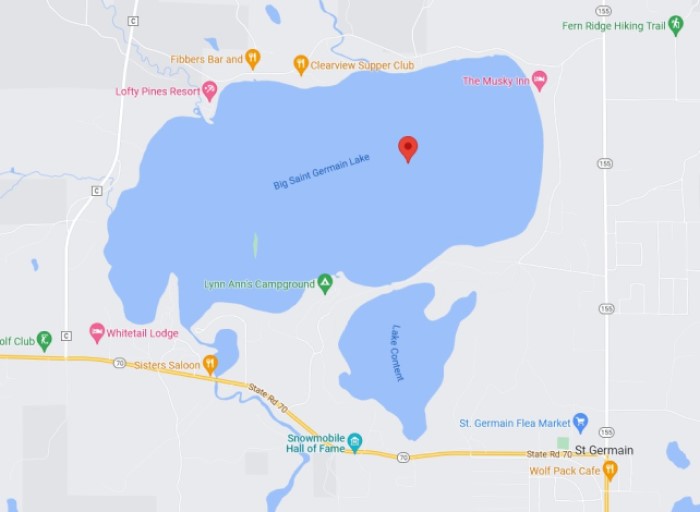 155
C
Fern Ridge Hiking Trail
Fibbers Bar and
Clearview Supper Club
The Musky Inn
Lofty Pines Resort
155
Big Saint Germain Lake
C
Lynn Ann's Campground
155
C
Whitetail Lodge
olf Club
Lake Content
70
Sisters Saloon
State Rd 70
St. Germain Flea Market
155
Snowmobile
Hall of Fame
70
State Rd 70
St Germain
Wolf Pack Cafe